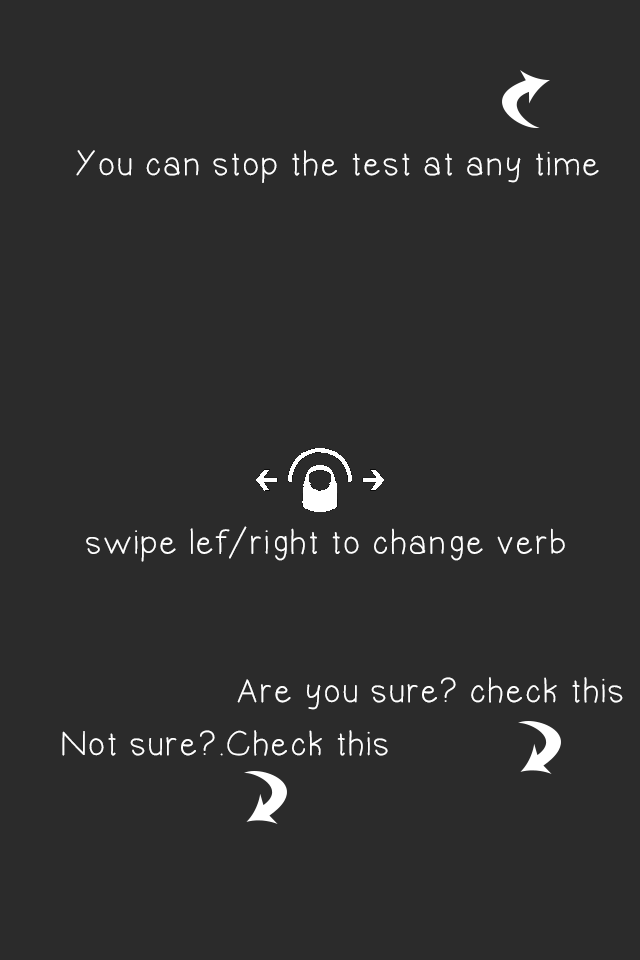 You can stop the test at any time
swipe lef/right to change verb
Are you sure? check this
Not sure?.Check this